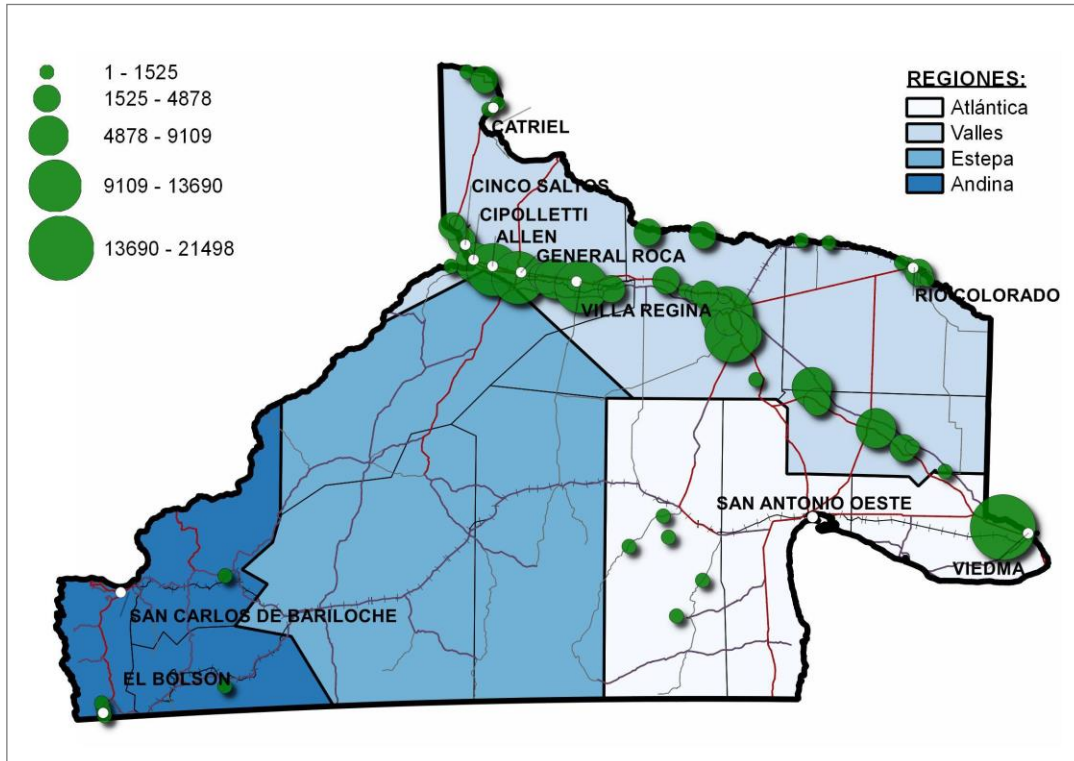 1 - 1525
1525 - 4878
4878 - 9109
9109 - 13690
13690 - 21498
REGIONES:
Atlántica
Valles
Estepa
Andina
CATRIEL
CINCO SALTOS
CIPOLLETTI
ALLEN
GENERAL ROCA
VILLA REGINA
RIO COLORADO
SAN ANTONIO OESTE
VIEDMA
SAN CARLOS DE BARILOCHE
EL BOLSON